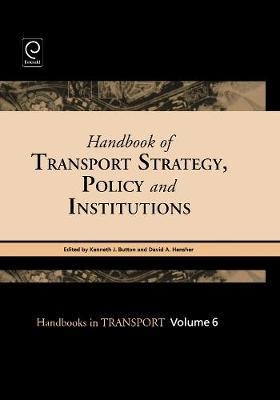 Emerald
Handbook of
TRANSPORT STRATEGY,
POLICY and
INSTITUTIONS
Edited by Kenneth J. Button and David A. Hensher
Handbooks in TRANSPORT Volume 6